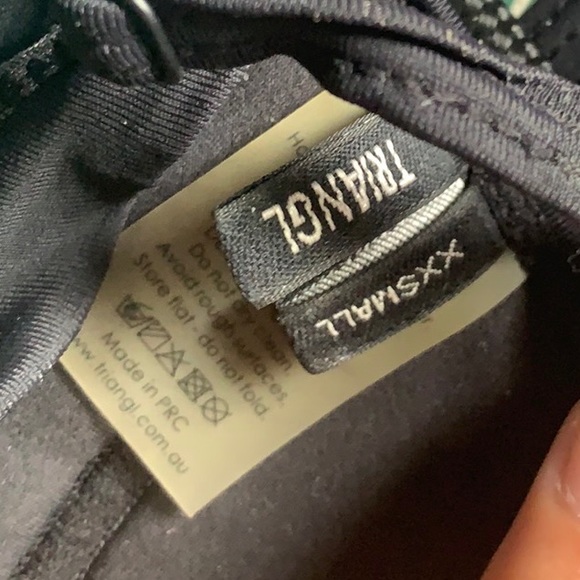 TRIANGL
XXSMALL
Do not dry clean.
Avoid rough surfaces.
Store flat do not fold.
Made in PRC
www.triangl.com.au